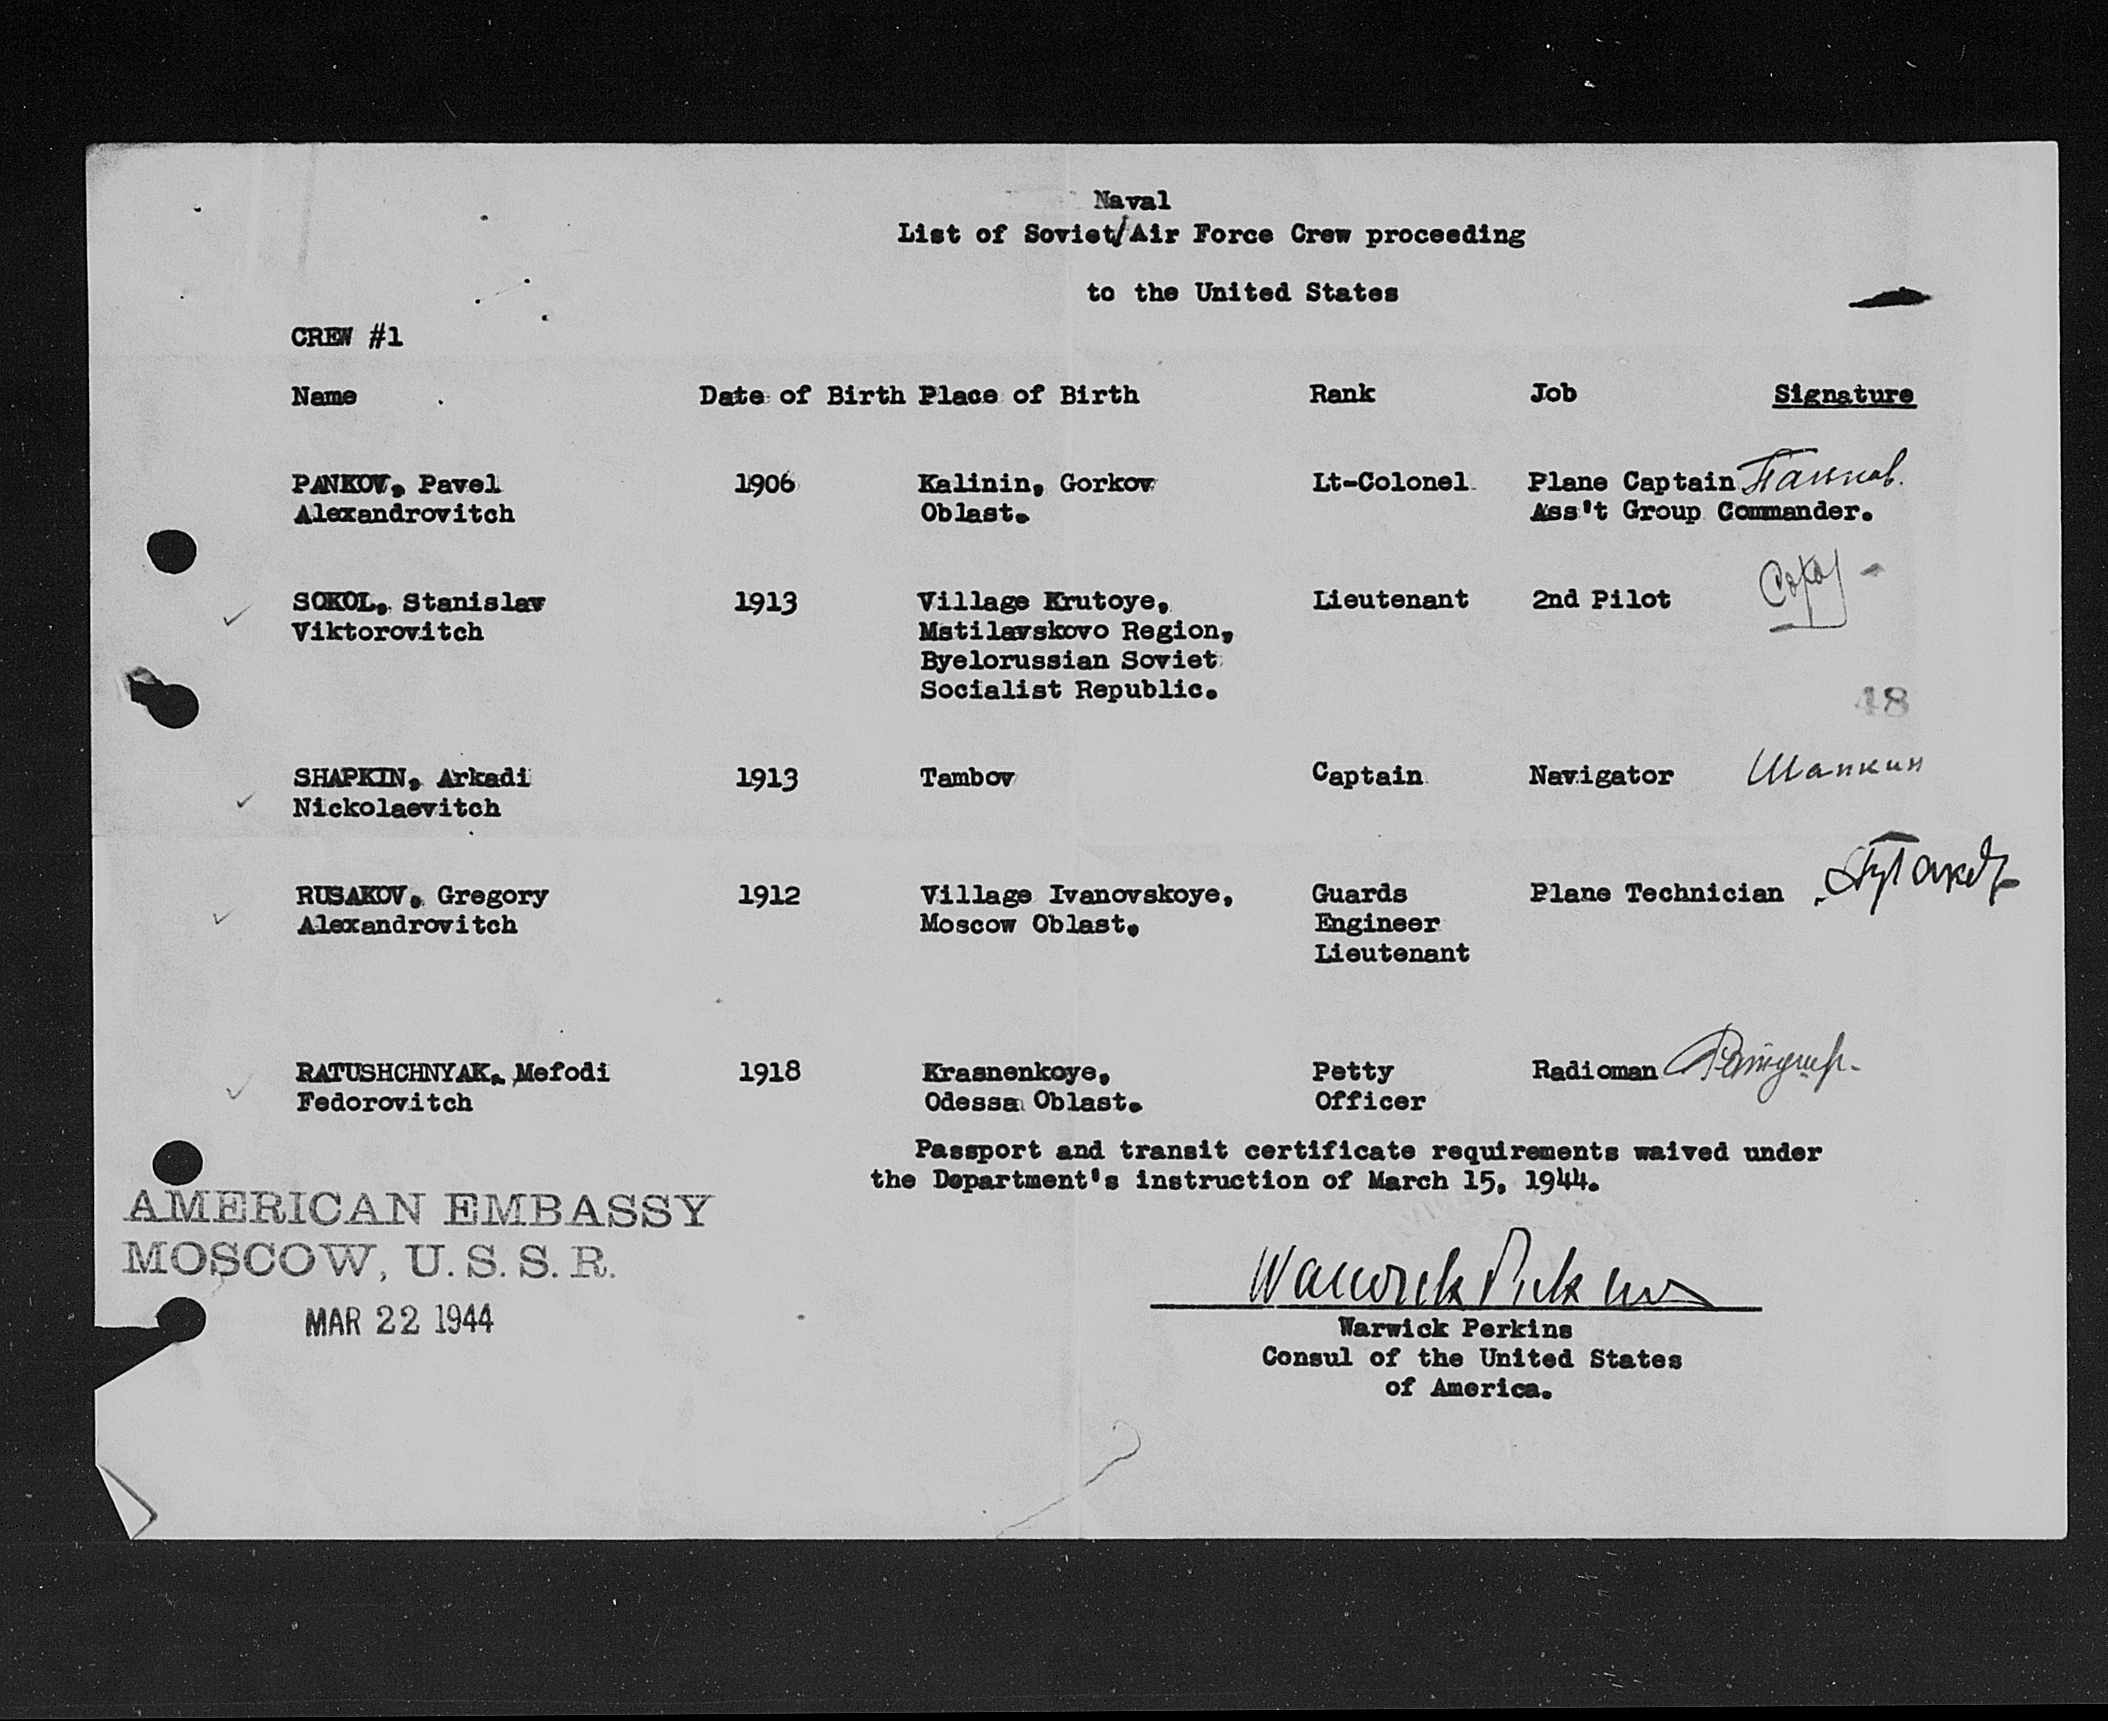 Naval
List of Soviet/Air Force Crew proceeding
to the United States
CREW #1
Name Date of Birth Place of Birth Rank Job Signature
PANKOV, Pavel 1906 Kalinin, Gorkov Lt-Colonel Plane Captain Панков.
Alexandrovitch Oblast. Ass't Group Commander.
SOKOL, Stanislav 1913 Village Krutoye, Lieutenant 2nd Pilot
Viktorovitch Mstilavskovo Region,
Byelorussian Soviet
Socialist Republic.
48
SHAPKIN, Arkadi 1913 Tambov Captain Navigator Шапкин
Nickolaevitch
RUSAKOV, Gregory 1912 Village Ivanovskoye, Guards Plane Technician
Alexandrovitch Moscow Oblast. Engineer
Lieutenant
RATUSHCHNYAK, Mefodi 1918 Krasnenkoye, Petty Radioman
Fedorovitch Odessa Oblast. Officer
Passport and transit certificate requirements waived under
the Department's instruction of March 15, 1944.
AMERICAN EMBASSY
MOSCOW, U.S.S.R.
MAR 22 1944
Warwick Perkins
Warwick Perkins
Consul of the United States
of America.